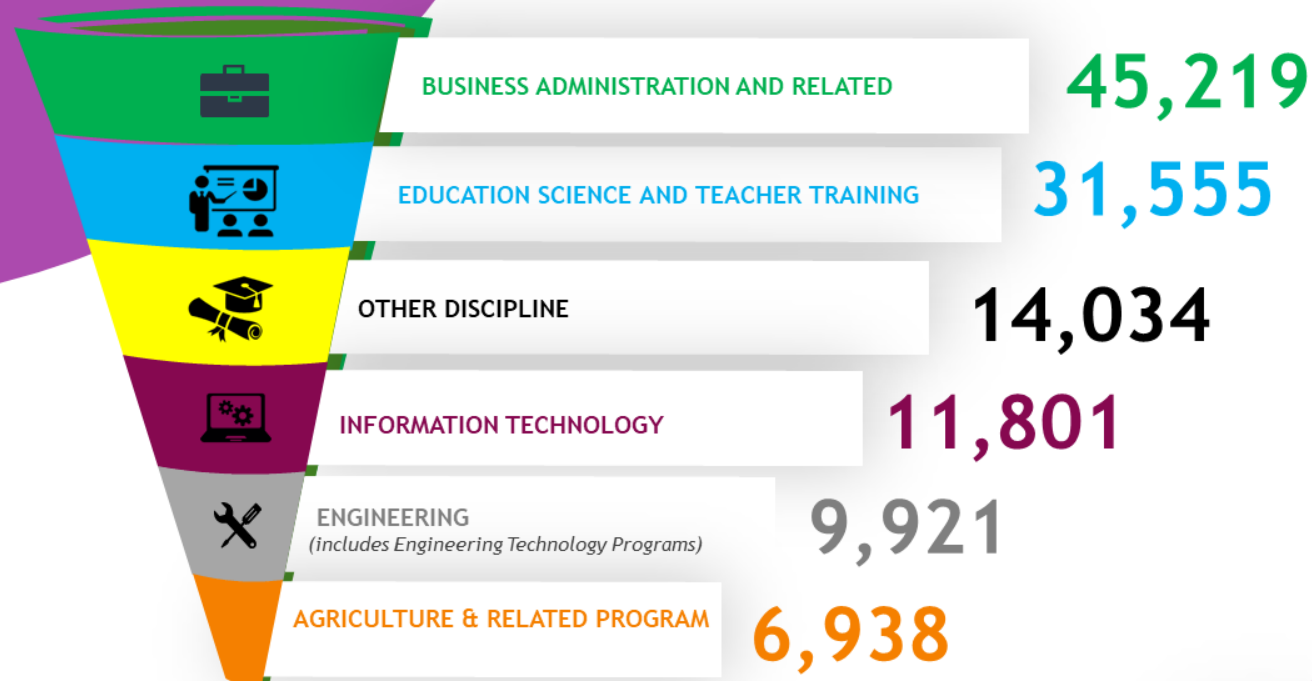 BUSINESS ADMINISTRATION AND RELATED 45,219
EDUCATION SCIENCE AND TEACHER TRAINING 31,555
OTHER DISCIPLINE 14,034
INFORMATION TECHNOLOGY 11,801
ENGINEERING
(includes Engineering Technology Programs) 9,921
AGRICULTURE & RELATED PROGRAM 6,938